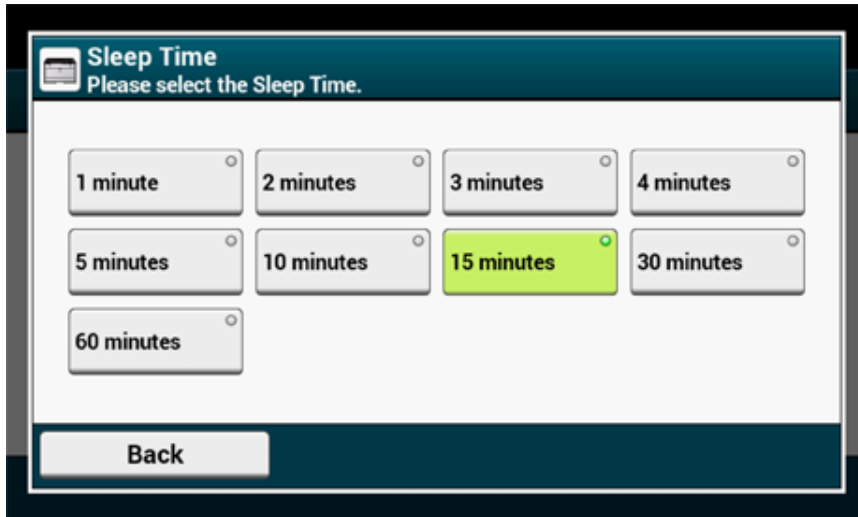 Sleep Time
Please select the Sleep Time.
1 minute
2 minutes
3 minutes
4 minutes
5 minutes
10 minutes
15 minutes
30 minutes
60 minutes
Back